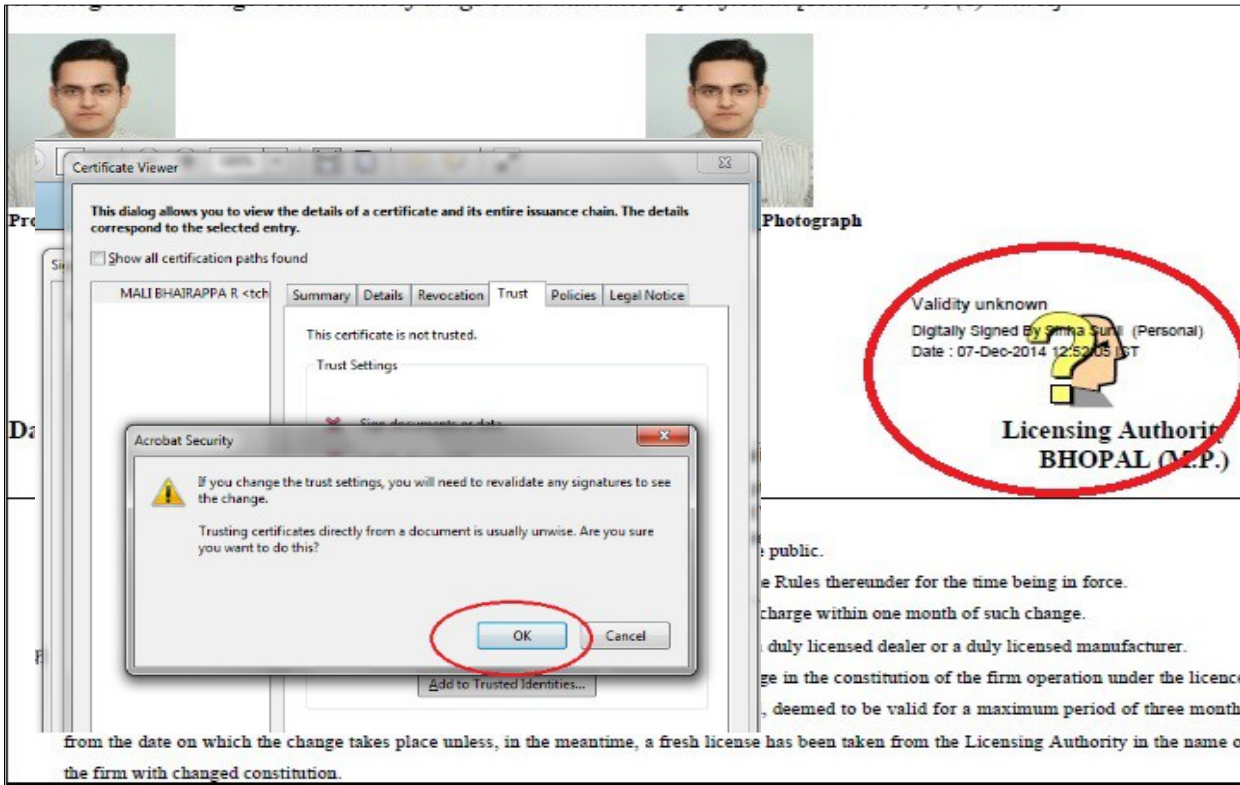 Photograph
Certificate Viewer
This dialog allows you to view the details of a certificate and its entire issuance chain. The details
correspond to the selected entry.
Show all certification paths found
MALI BHAIRAPPA R <tch
Summary Details Revocation Trust Policies Legal Notice
This certificate is not trusted.
Trust Settings
Sign documents or data
Acrobat Security
If you change the trust settings, you will need to revalidate any signatures to see
the change.
Trusting certificates directly from a document is usually unwise. Are you sure
you want to do this?
OK Cancel
Add to Trusted Identities...
Validity unknown
Digitally Signed By Sinha Sunil (Personal)
Date : 07-Dec-2014 12:52:05 IST
Licensing Authority
BHOPAL (M.P.)
public.
e Rules thereunder for the time being in force.
charge within one month of such change.
duly licensed dealer or a duly licensed manufacturer.
ge in the constitution of the firm operation under the licence
, deemed to be valid for a maximum period of three month
from the date on which the change takes place unless, in the meantime, a fresh license has been taken from the Licensing Authority in the name o
the firm with changed constitution.